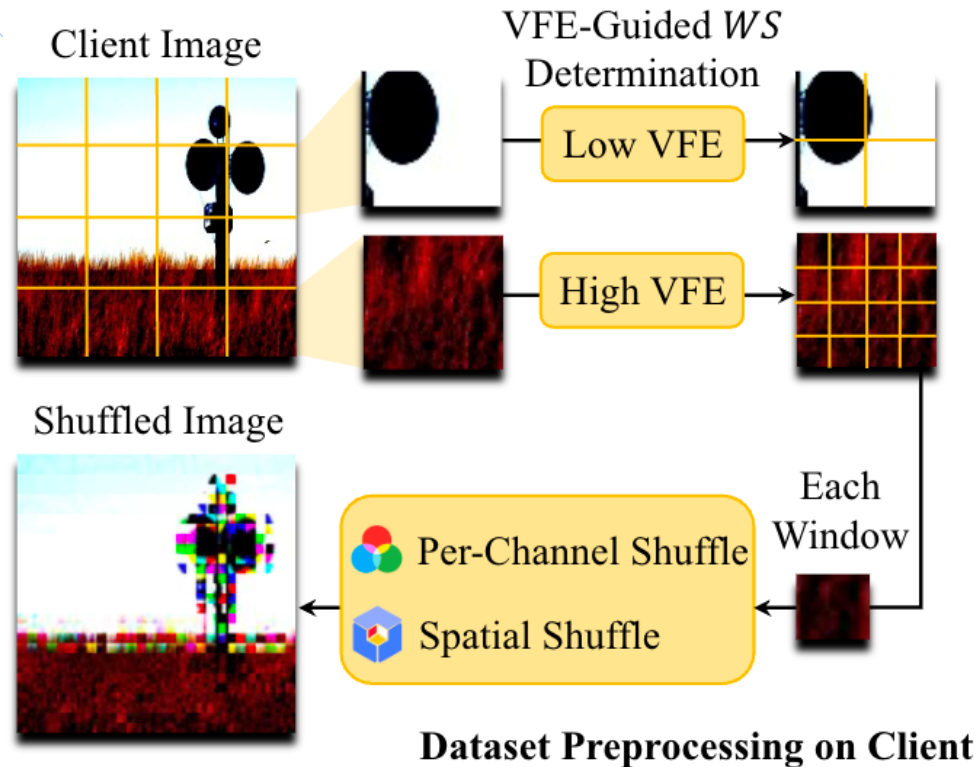 Client Image
VFE-Guided WS
Determination
Low VFE
High VFE
Shuffled Image
Each
Window
Per-Channel Shuffle
Spatial Shuffle
Dataset Preprocessing on Client